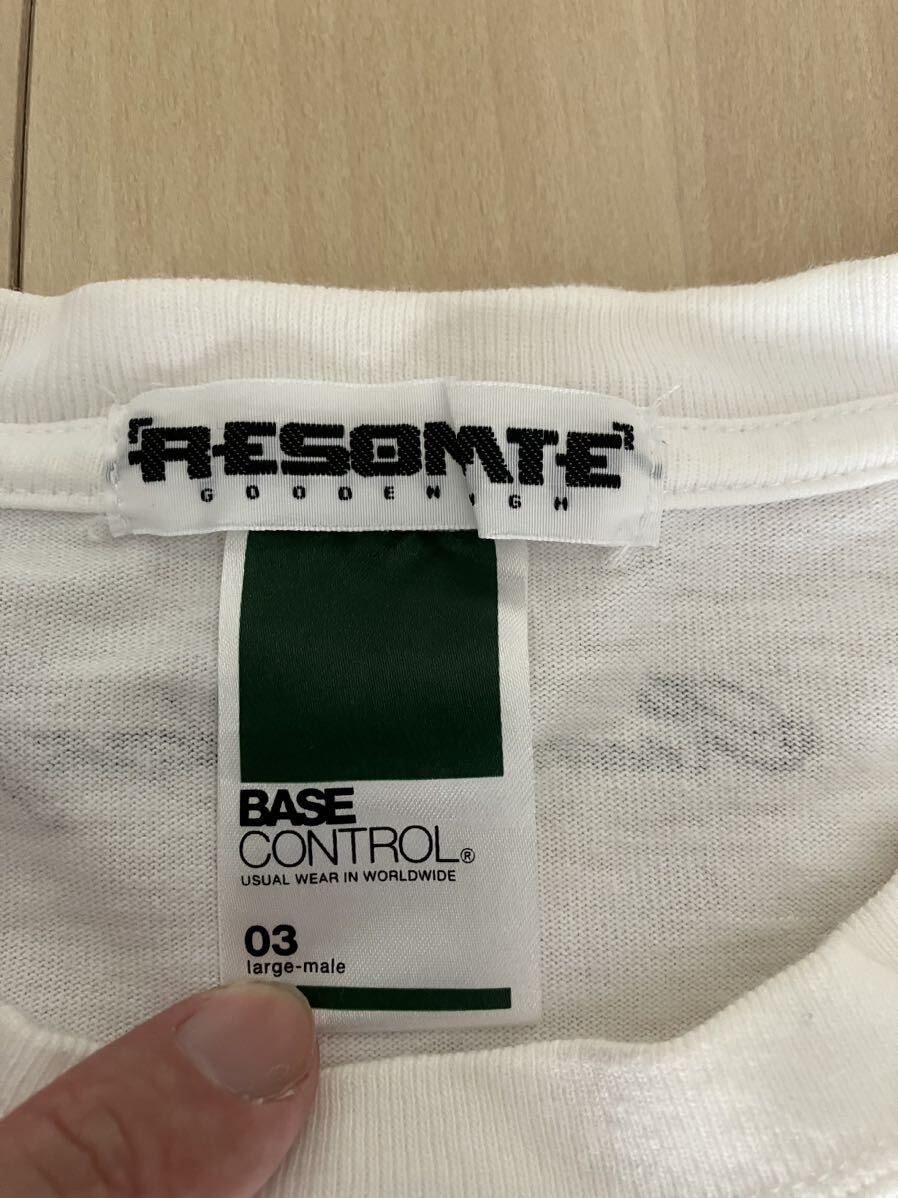 RESONATE
GOODENOUGH
BASE
CONTROL®
USUAL WEAR IN WORLDWIDE
03
large-male